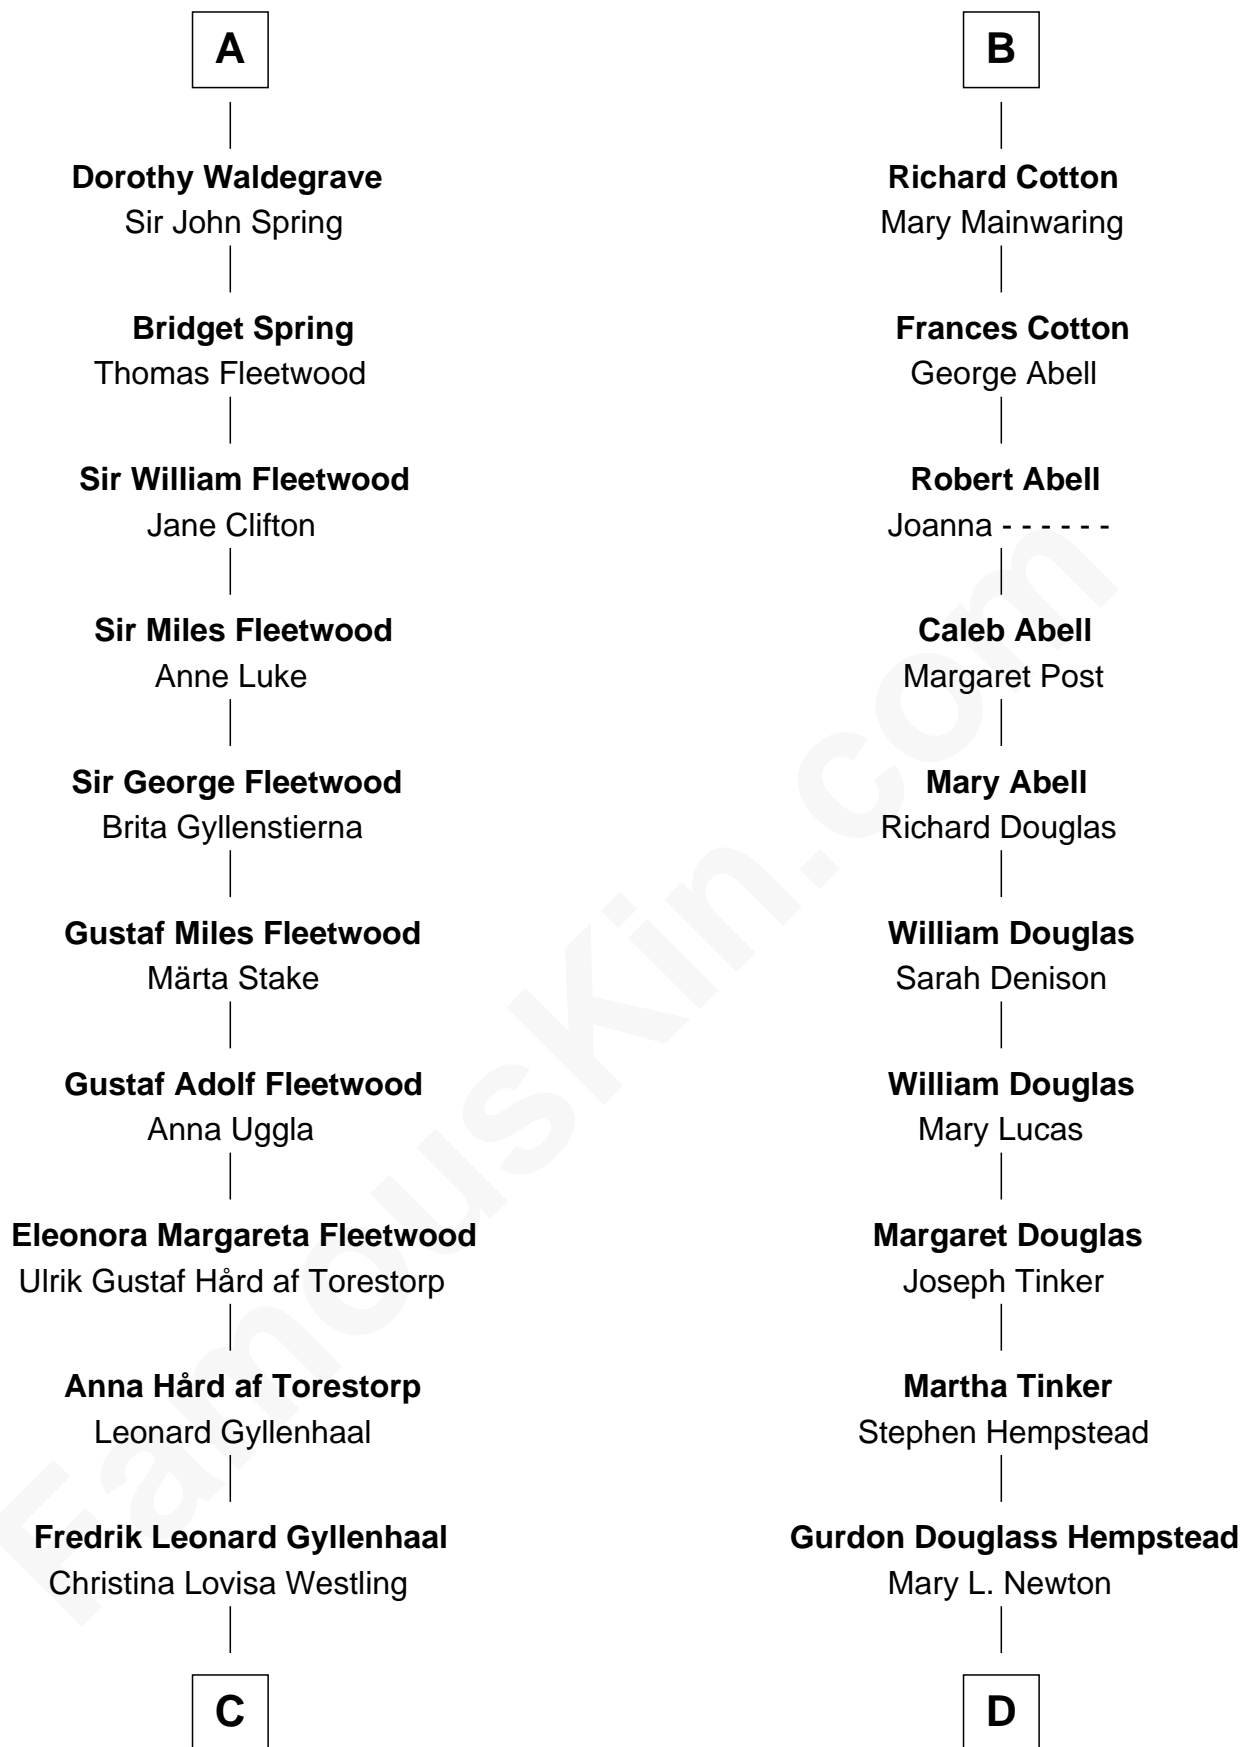 A
Dorothy Waldegrave
Sir John Spring
Bridget Spring
Thomas Fleetwood
Sir William Fleetwood
Jane Clifton
Sir Miles Fleetwood
Anne Luke
Sir George Fleetwood
Brita Gyllenstierna
Gustaf Miles Fleetwood
Märta Stake
Gustaf Adolf Fleetwood
Anna Uggla
Eleonora Margareta Fleetwood
Ulrik Gustaf Hård af Torestorp
Anna Hård af Torestorp
Leonard Gyllenhaal
Fredrik Leonard Gyllenhaal
Christina Lovisa Westling
C
B
Richard Cotton
Mary Mainwaring
Frances Cotton
George Abell
Robert Abell
Joanna - - - - - -
Caleb Abell
Margaret Post
Mary Abell
Richard Douglas
William Douglas
Sarah Denison
William Douglas
Mary Lucas
Margaret Douglas
Joseph Tinker
Martha Tinker
Stephen Hempstead
Gurdon Douglass Hempstead
Mary L. Newton
D
FamousKin.com